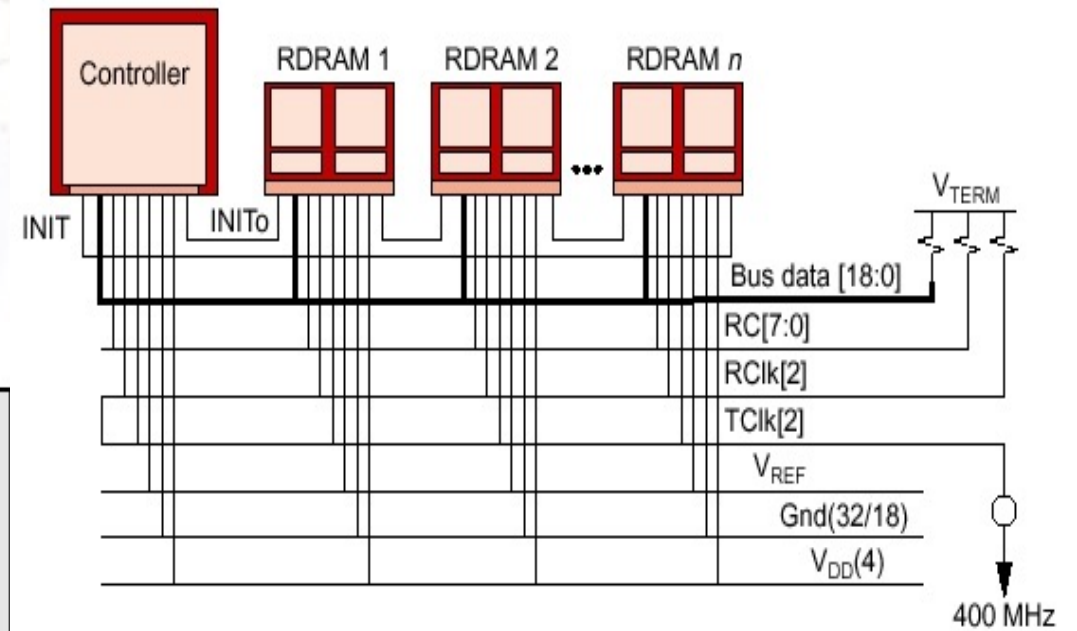 Controller
RDRAM 1
RDRAM 2
RDRAM n
INIT
INITo
VTERM
Bus data [18:0]
RC[7:0]
RClk[2]
TClk[2]
VREF
Gnd(32/18)
VDD(4)
400 MHz